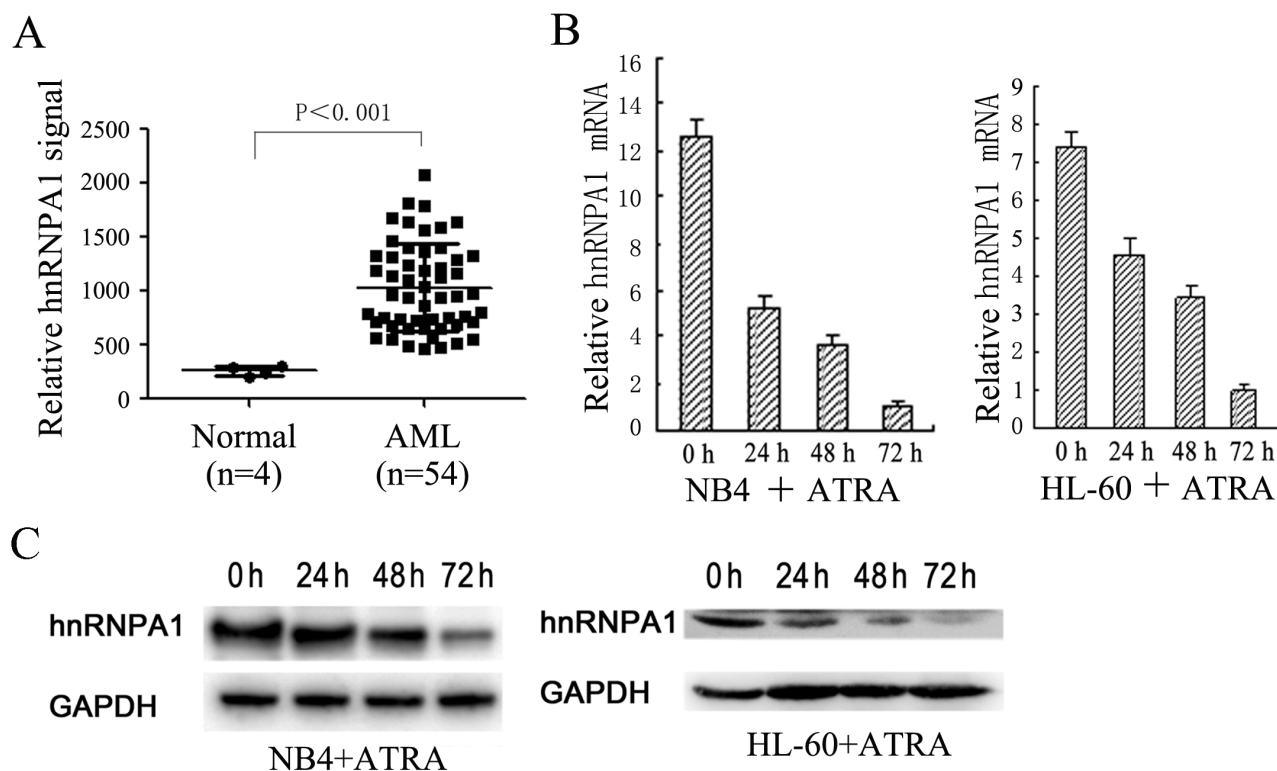 A
Relative hnRNPA1 signal
P<0.001
2500
2000
1500
1000
500
0
Normal
(n=4)
AML
(n=54)
B
Relative hnRNPA1 mRNA
16
14
12
10
8
6
4
2
0
0 h 24 h 48 h 72 h
NB4 + ATRA
Relative hnRNPA1 mRNA
9
8
7
6
5
4
3
2
1
0
0 h 24 h 48 h 72 h
HL-60 + ATRA
C
0h 24h 48h 72h
hnRNPA1
GAPDH
NB4+ATRA
0h 24h 48h 72h
hnRNPA1
GAPDH
HL-60+ATRA